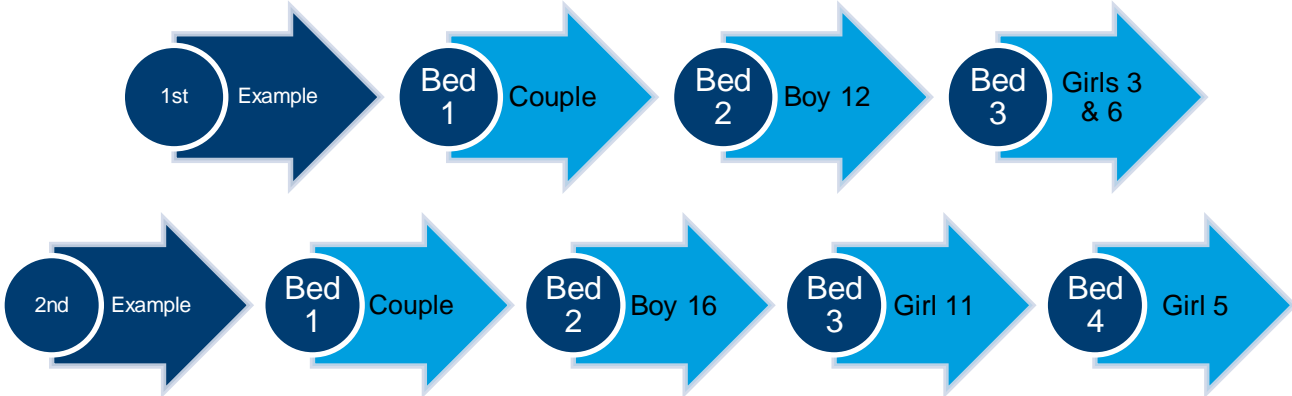 1st
Example
Bed
1
Couple
Bed
2
Boy 12
Bed
3
Girls 3
& 6
2nd
Example
Bed
1
Couple
Bed
2
Boy 16
Bed
3
Girl 11
Bed
4
Girl 5